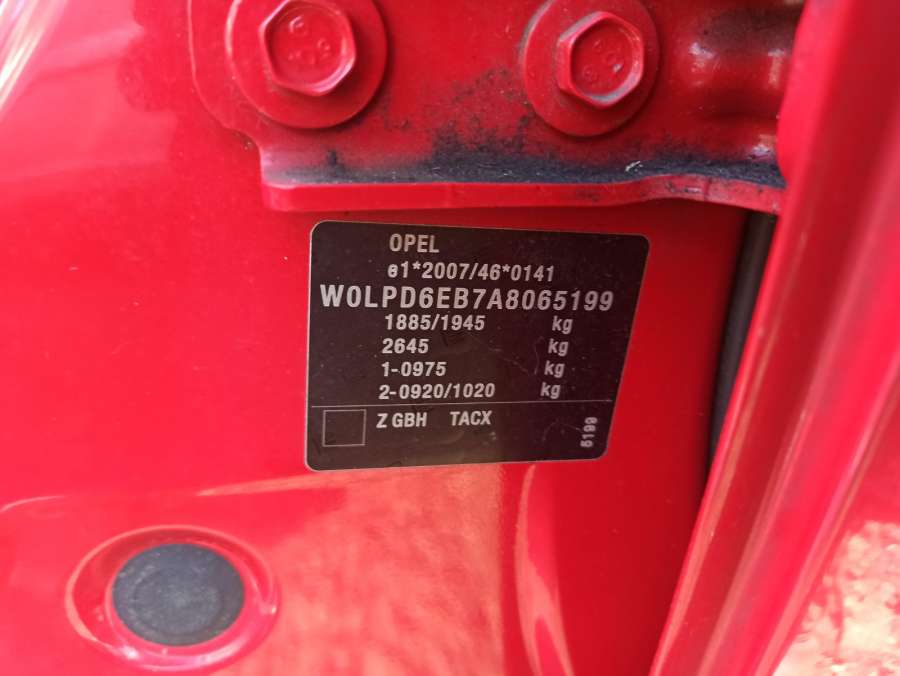 OPEL
e1*2007/46*0141
W0LPD6EB7A8065199
1885/1945 kg
2645 kg
1-0975 kg
2-0920/1020 kg
Z GBH TACX
5199